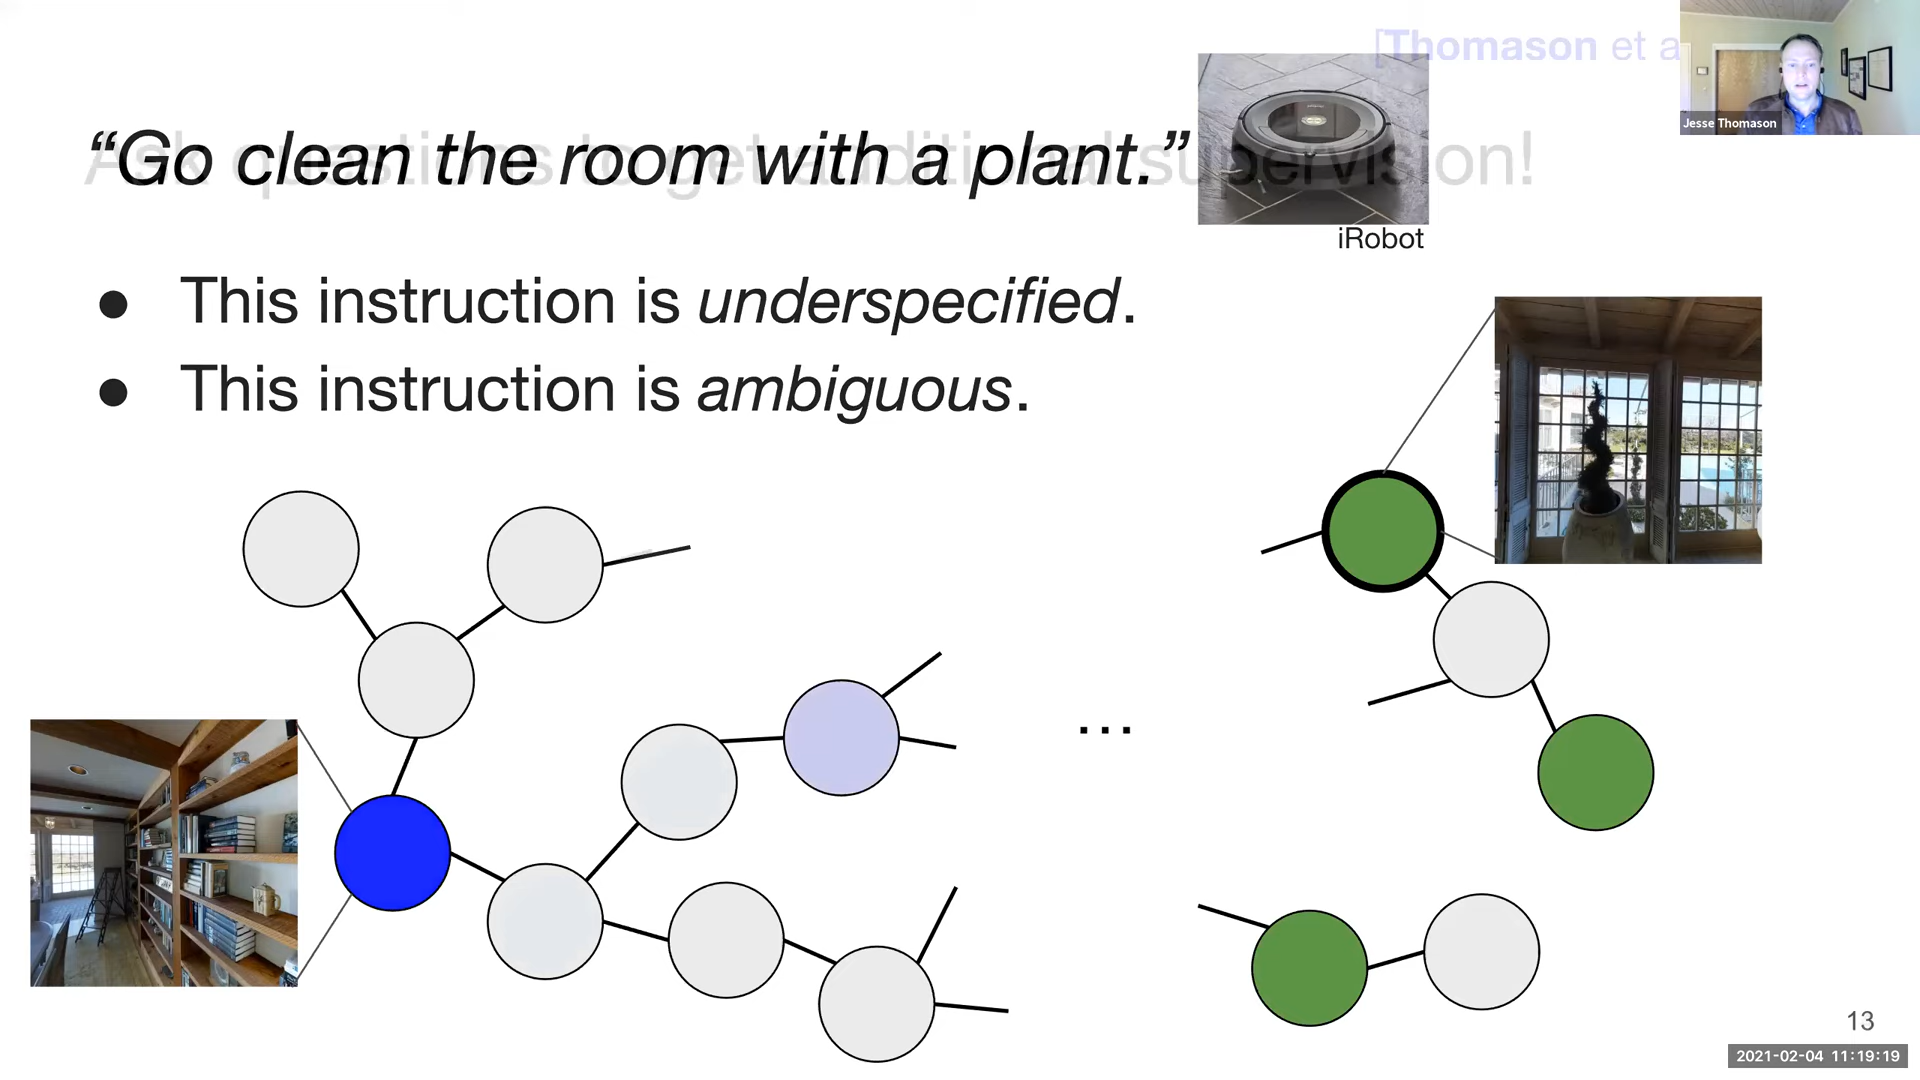 [Thomason et a
Jesse Thomason
“Go clean the room with a plant.”
Ask questions to get additional supervision!
iRobot
● This instruction is underspecified.
● This instruction is ambiguous.
...
13
2021-02-04 11:19:19